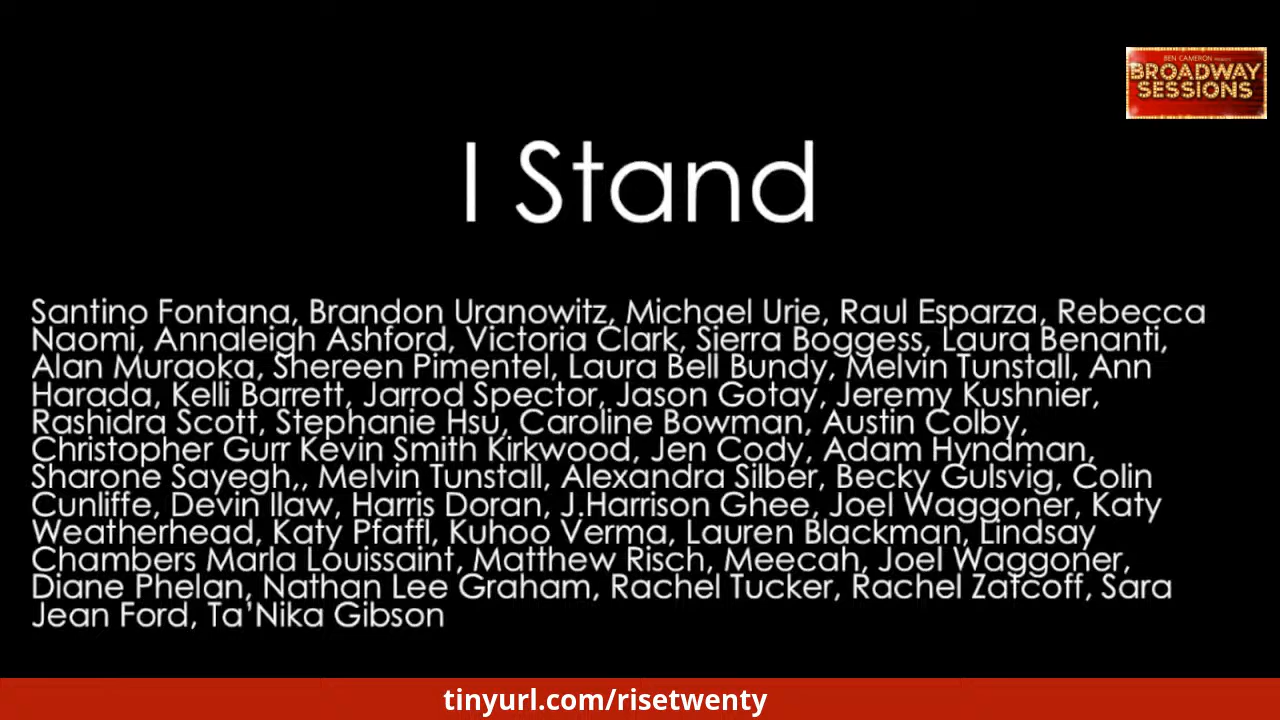 BEN CAMERON PRESENTS
BROADWAY
SESSIONS
I Stand
Santino Fontana, Brandon Uranowitz, Michael Urie, Raul Esparza, Rebecca
Naomi, Annaleigh Ashford, Victoria Clark, Sierra Boggess, Laura Benanti,
Alan Muraoka, Shereen Pimentel, Laura Bell Bundy, Melvin Tunstall, Ann
Harada, Kelli Barrett, Jarrod Spector, Jason Gotay, Jeremy Kushnier,
Rashidra Scott, Stephanie Hsu, Caroline Bowman, Austin Colby,
Christopher Gurr Kevin Smith Kirkwood, Jen Cody, Adam Hyndman,
Sharone Sayegh,, Melvin Tunstall, Alexandra Silber, Becky Gulsvig, Colin
Cunliffe, Devin Ilaw, Harris Doran, J.Harrison Ghee, Joel Waggoner, Katy
Weatherhead, Katy Pfaffl, Kuhoo Verma, Lauren Blackman, Lindsay
Chambers Marla Louissaint, Matthew Risch, Meecah, Joel Waggoner,
Diane Phelan, Nathan Lee Graham, Rachel Tucker, Rachel Zatcoff, Sara
Jean Ford, Ta'Nika Gibson
tinyurl.com/risetwenty